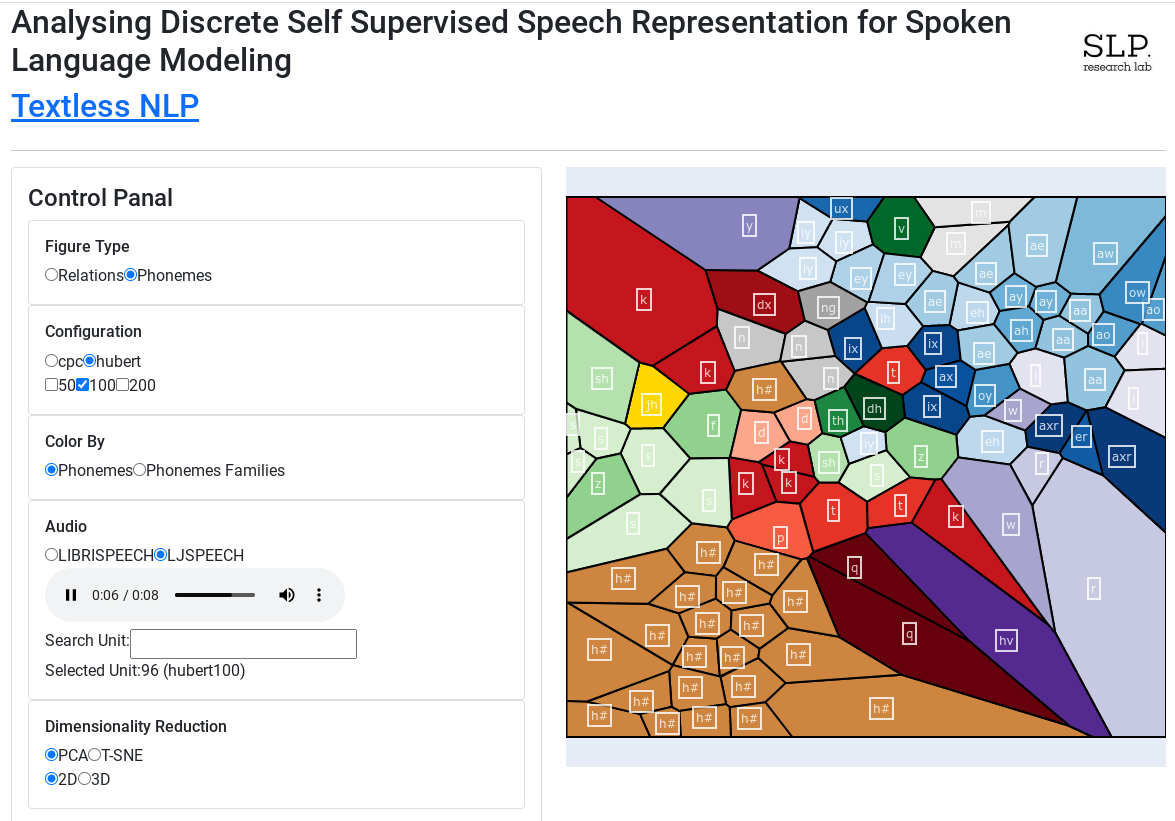 Analysing Discrete Self Supervised Speech Representation for Spoken
Language Modeling
SLP.
research lab
Textless NLP
Control Panal
Figure Type
Relations Phonemes
Configuration
cpc hubert
50 100 200
Color By
Phonemes Phonemes Families
Audio
LIBRISPEECH LJSPEECH
0:06 / 0:08
Search Unit:
Selected Unit:96 (hubert100)
Dimensionality Reduction
PCA T-SNE
2D 3D
ux m
y iy iy v m ae aw
iy ey ey ae
k dx ng ae eh ay ay aa ow ao
n n ih ix ix ah aa ao l
sh k h# n t ax ae oy l aa l
jh f d d th dh ix w axr er
s s s k sh iy z eh r axr
s z k k s
s s t t k w
p
h# h# q
h# h# h# h# r
h# h# q
h# h# h# h# h# hv
h# h#
h# h# h# h# h# h#